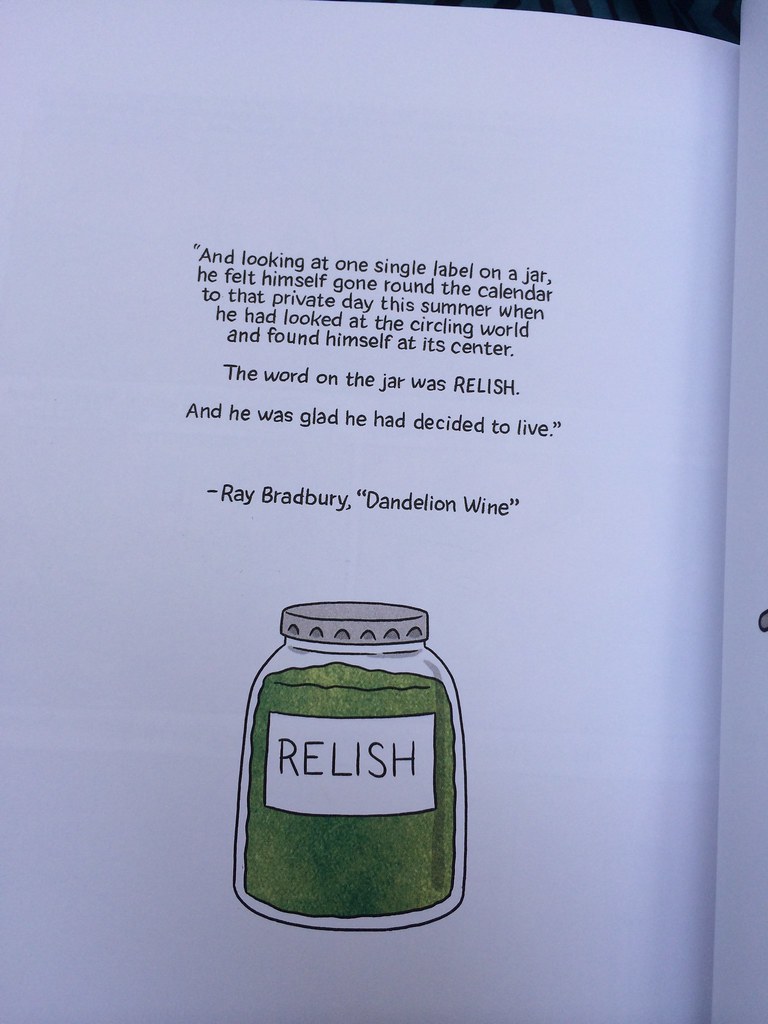 "And looking at one single label on a jar,
he felt himself gone round the calendar
to that private day this summer when
he had looked at the circling world
and found himself at its center.
The word on the jar was RELISH.
And he was glad he had decided to live."
–Ray Bradbury, "Dandelion Wine"
RELISH